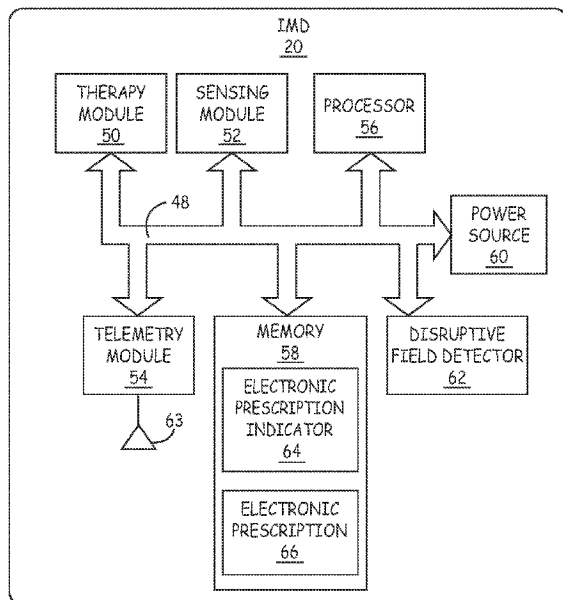 IMD
20
THERAPY
MODULE
50
SENSING
MODULE
52
PROCESSOR
56
48
POWER
SOURCE
60
TELEMETRY
MODULE
54
63
MEMORY
58
ELECTRONIC
PRESCRIPTION
INDICATOR
64
ELECTRONIC
PRESCRIPTION
66
DISRUPTIVE
FIELD DETECTOR
62